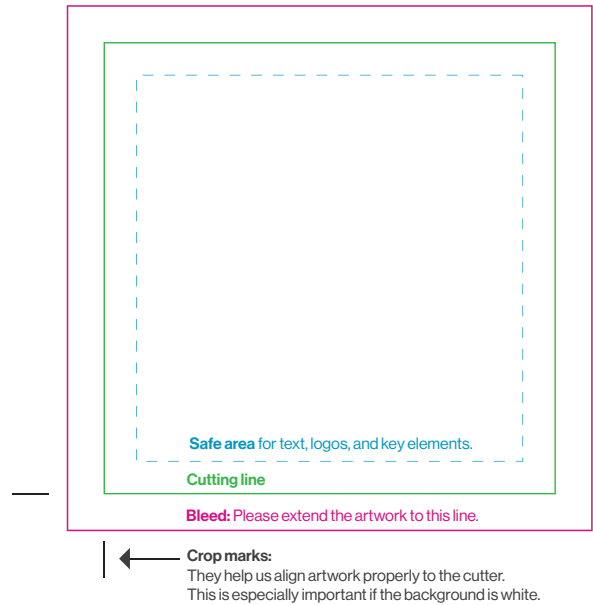 Safe area for text, logos, and key elements.
Cutting line
Bleed: Please extend the artwork to this line.
Crop marks:
They help us align artwork properly to the cutter.
This is especially important if the background is white.